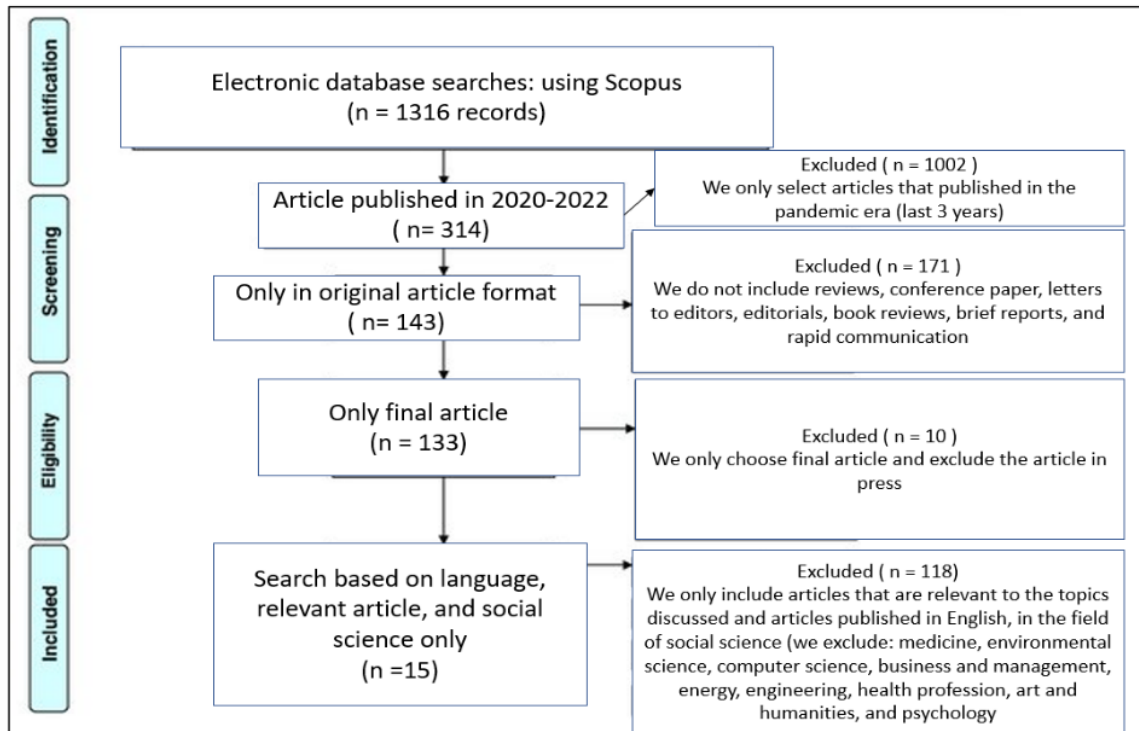 Identification
Electronic database searches: using Scopus
(n = 1316 records)
Screening
Article published in 2020-2022
( n= 314)
Excluded ( n = 1002 )
We only select articles that published in the
pandemic era (last 3 years)
Only in original article format
( n= 143)
Excluded ( n = 171 )
We do not include reviews, conference paper, letters
to editors, editorials, book reviews, brief reports, and
rapid communication
Eligibility
Only final article
(n = 133)
Excluded ( n = 10 )
We only choose final article and exclude the article in
press
Included
Search based on language,
relevant article, and social
science only
(n =15)
Excluded ( n = 118)
We only include articles that are relevant to the topics
discussed and articles published in English, in the field
of social science (we exclude: medicine, environmental
science, computer science, business and management,
energy, engineering, health profession, art and
humanities, and psychology